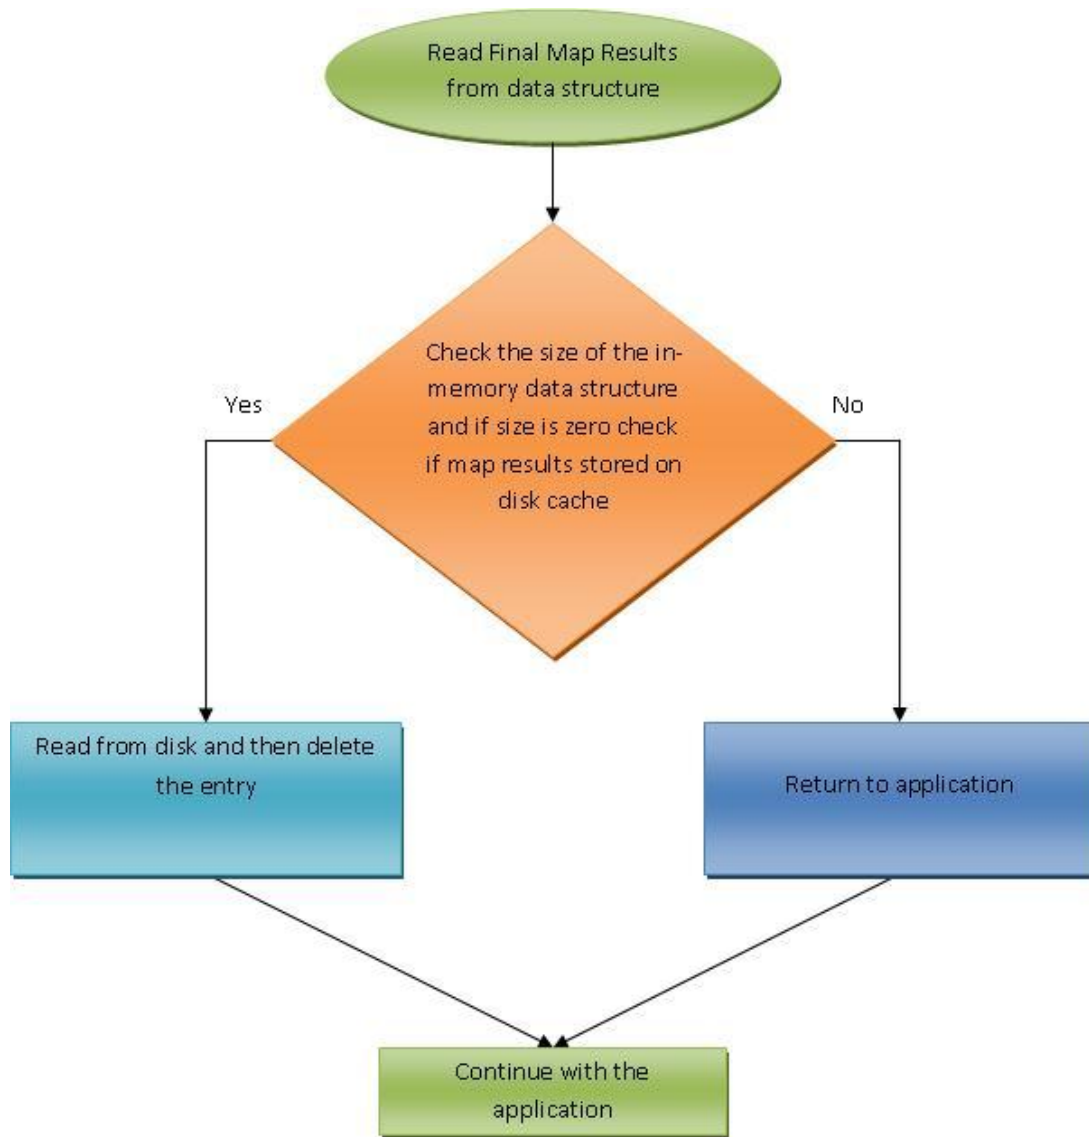 Read Final Map Results
from data structure
Check the size of the in-
memory data structure
and if size is zero check
if map results stored on
disk cache
Yes
No
Read from disk and then delete
the entry
Return to application
Continue with the
application